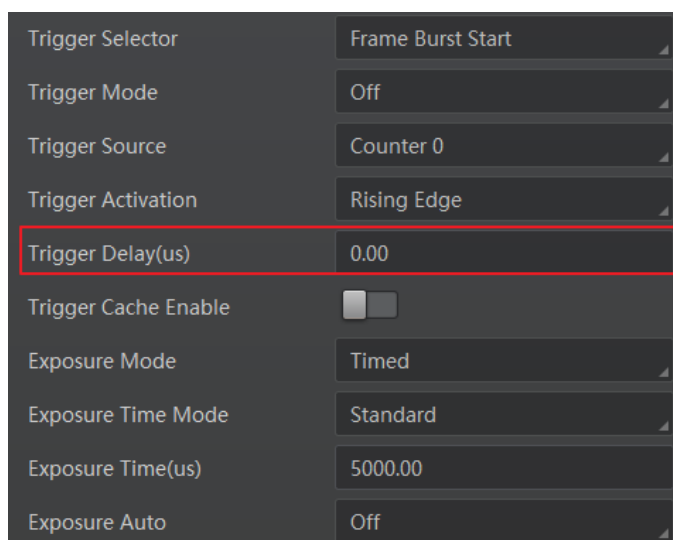 Trigger Selector Frame Burst Start
Trigger Mode Off
Trigger Source Counter 0
Trigger Activation Rising Edge
Trigger Delay(us) 0.00
Trigger Cache Enable
Exposure Mode Timed
Exposure Time Mode Standard
Exposure Time(us) 5000.00
Exposure Auto Off